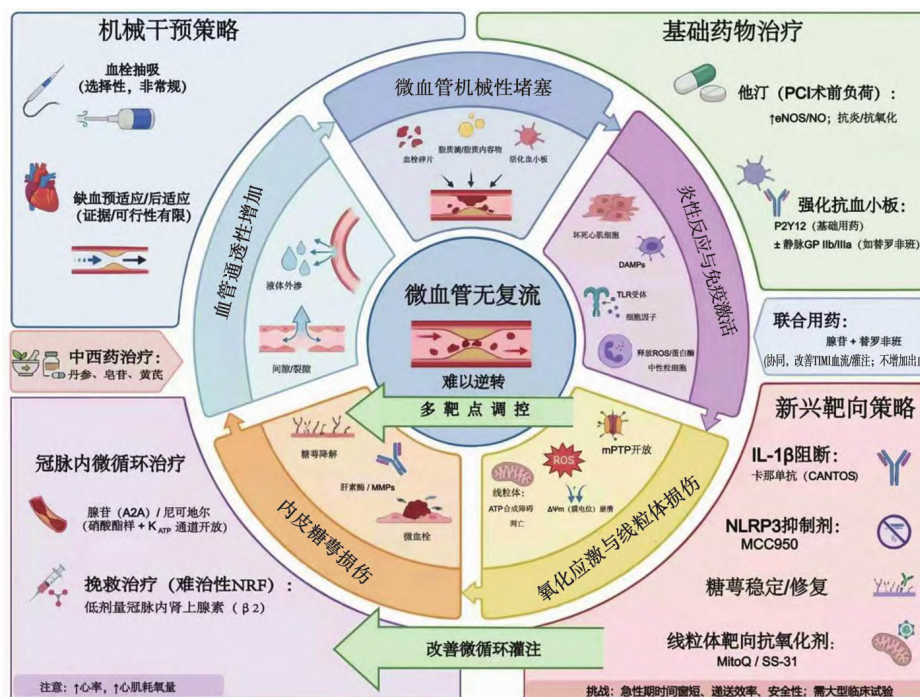 机械干预策略
血栓抽吸
(选择性，非常规)
缺血预适应/后适应
(证据/可行性有限)
基础药物治疗
他汀（PCI术前负荷）：
↑eNOS/NO；抗炎/抗氧化
强化抗血小板：
P2Y12（基础用药）
± 静脉GP IIb/IIIa（如替罗非班）
微血管机械性堵塞
血栓碎片
脂质滴/脂质内容物
活化血小板
血管通透性增加
液体外渗
间隙/裂隙
炎性反应与免疫激活
坏死心肌细胞
DAMPs
TLR受体
细胞因子
释放ROS/蛋白酶
中性粒细胞
微血管无复流
难以逆转
多靶点调控
中西药治疗：
丹参、皂苷、黄芪
联合用药：
腺苷 + 替罗非班
(协同，改善TIMI血流/灌注；不增加出血
冠脉内微循环治疗
腺苷（A2A）/ 尼可地尔
（硝酸酯样 + KATP 通道开放）
挽救治疗（难治性NRF）：
低剂量冠脉内肾上腺素（β2）
注意：↑心率，↑心肌耗氧量
内皮糖萼损伤
糖萼降解
肝素酶 / MMPs
微血栓
氧化应激与线粒体损伤
ROS
mPTP开放
线粒体：
ATP合成障碍
凋亡
ΔΨm（膜电位）崩溃
改善微循环灌注
新兴靶向策略
IL-1β阻断：
卡那单抗（CANTOS）
NLRP3抑制剂：
MCC950
糖萼稳定/修复
线粒体靶向抗氧化剂：
MitoQ / SS-31
挑战：急性期时间窗短、递送效率、安全性；需大型临床试验